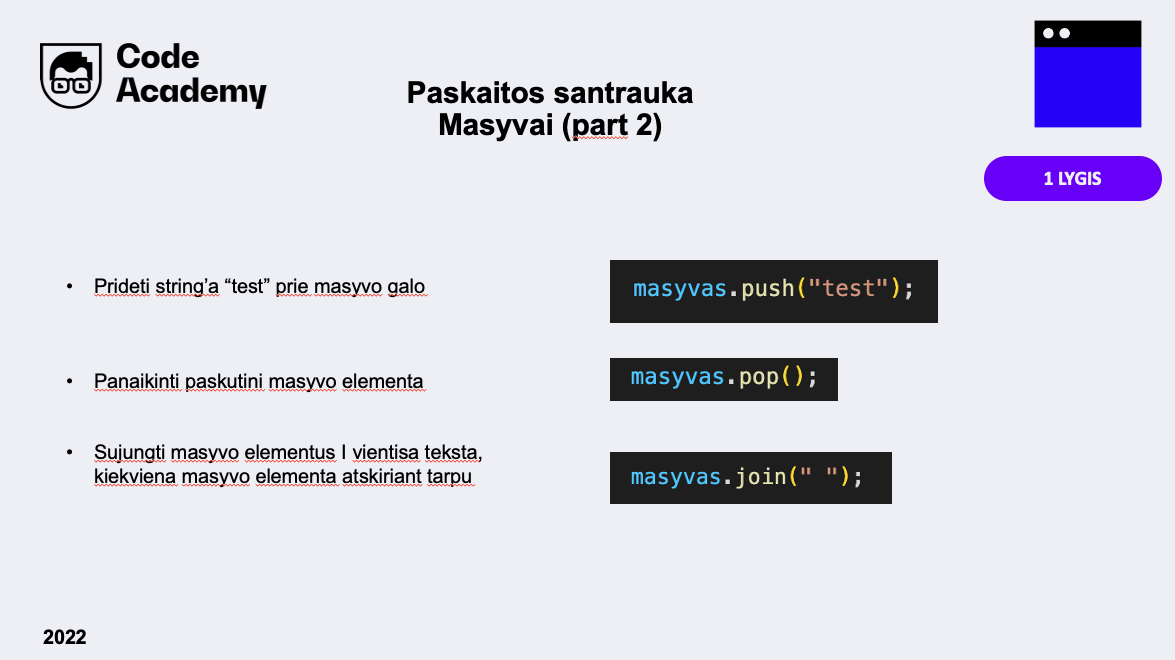 Code
Academy
Paskaitos santrauka
Masyvai (part 2)
1 LYGIS
• Prideti string’a “test” prie masyvo galo
masyvas.push("test");
• Panaikinti paskutini masyvo elementa
masyvas.pop();
• Sujungti masyvo elementus I vientisa teksta,
kiekviena masyvo elementa atskiriant tarpu
masyvas.join(" ");
2022